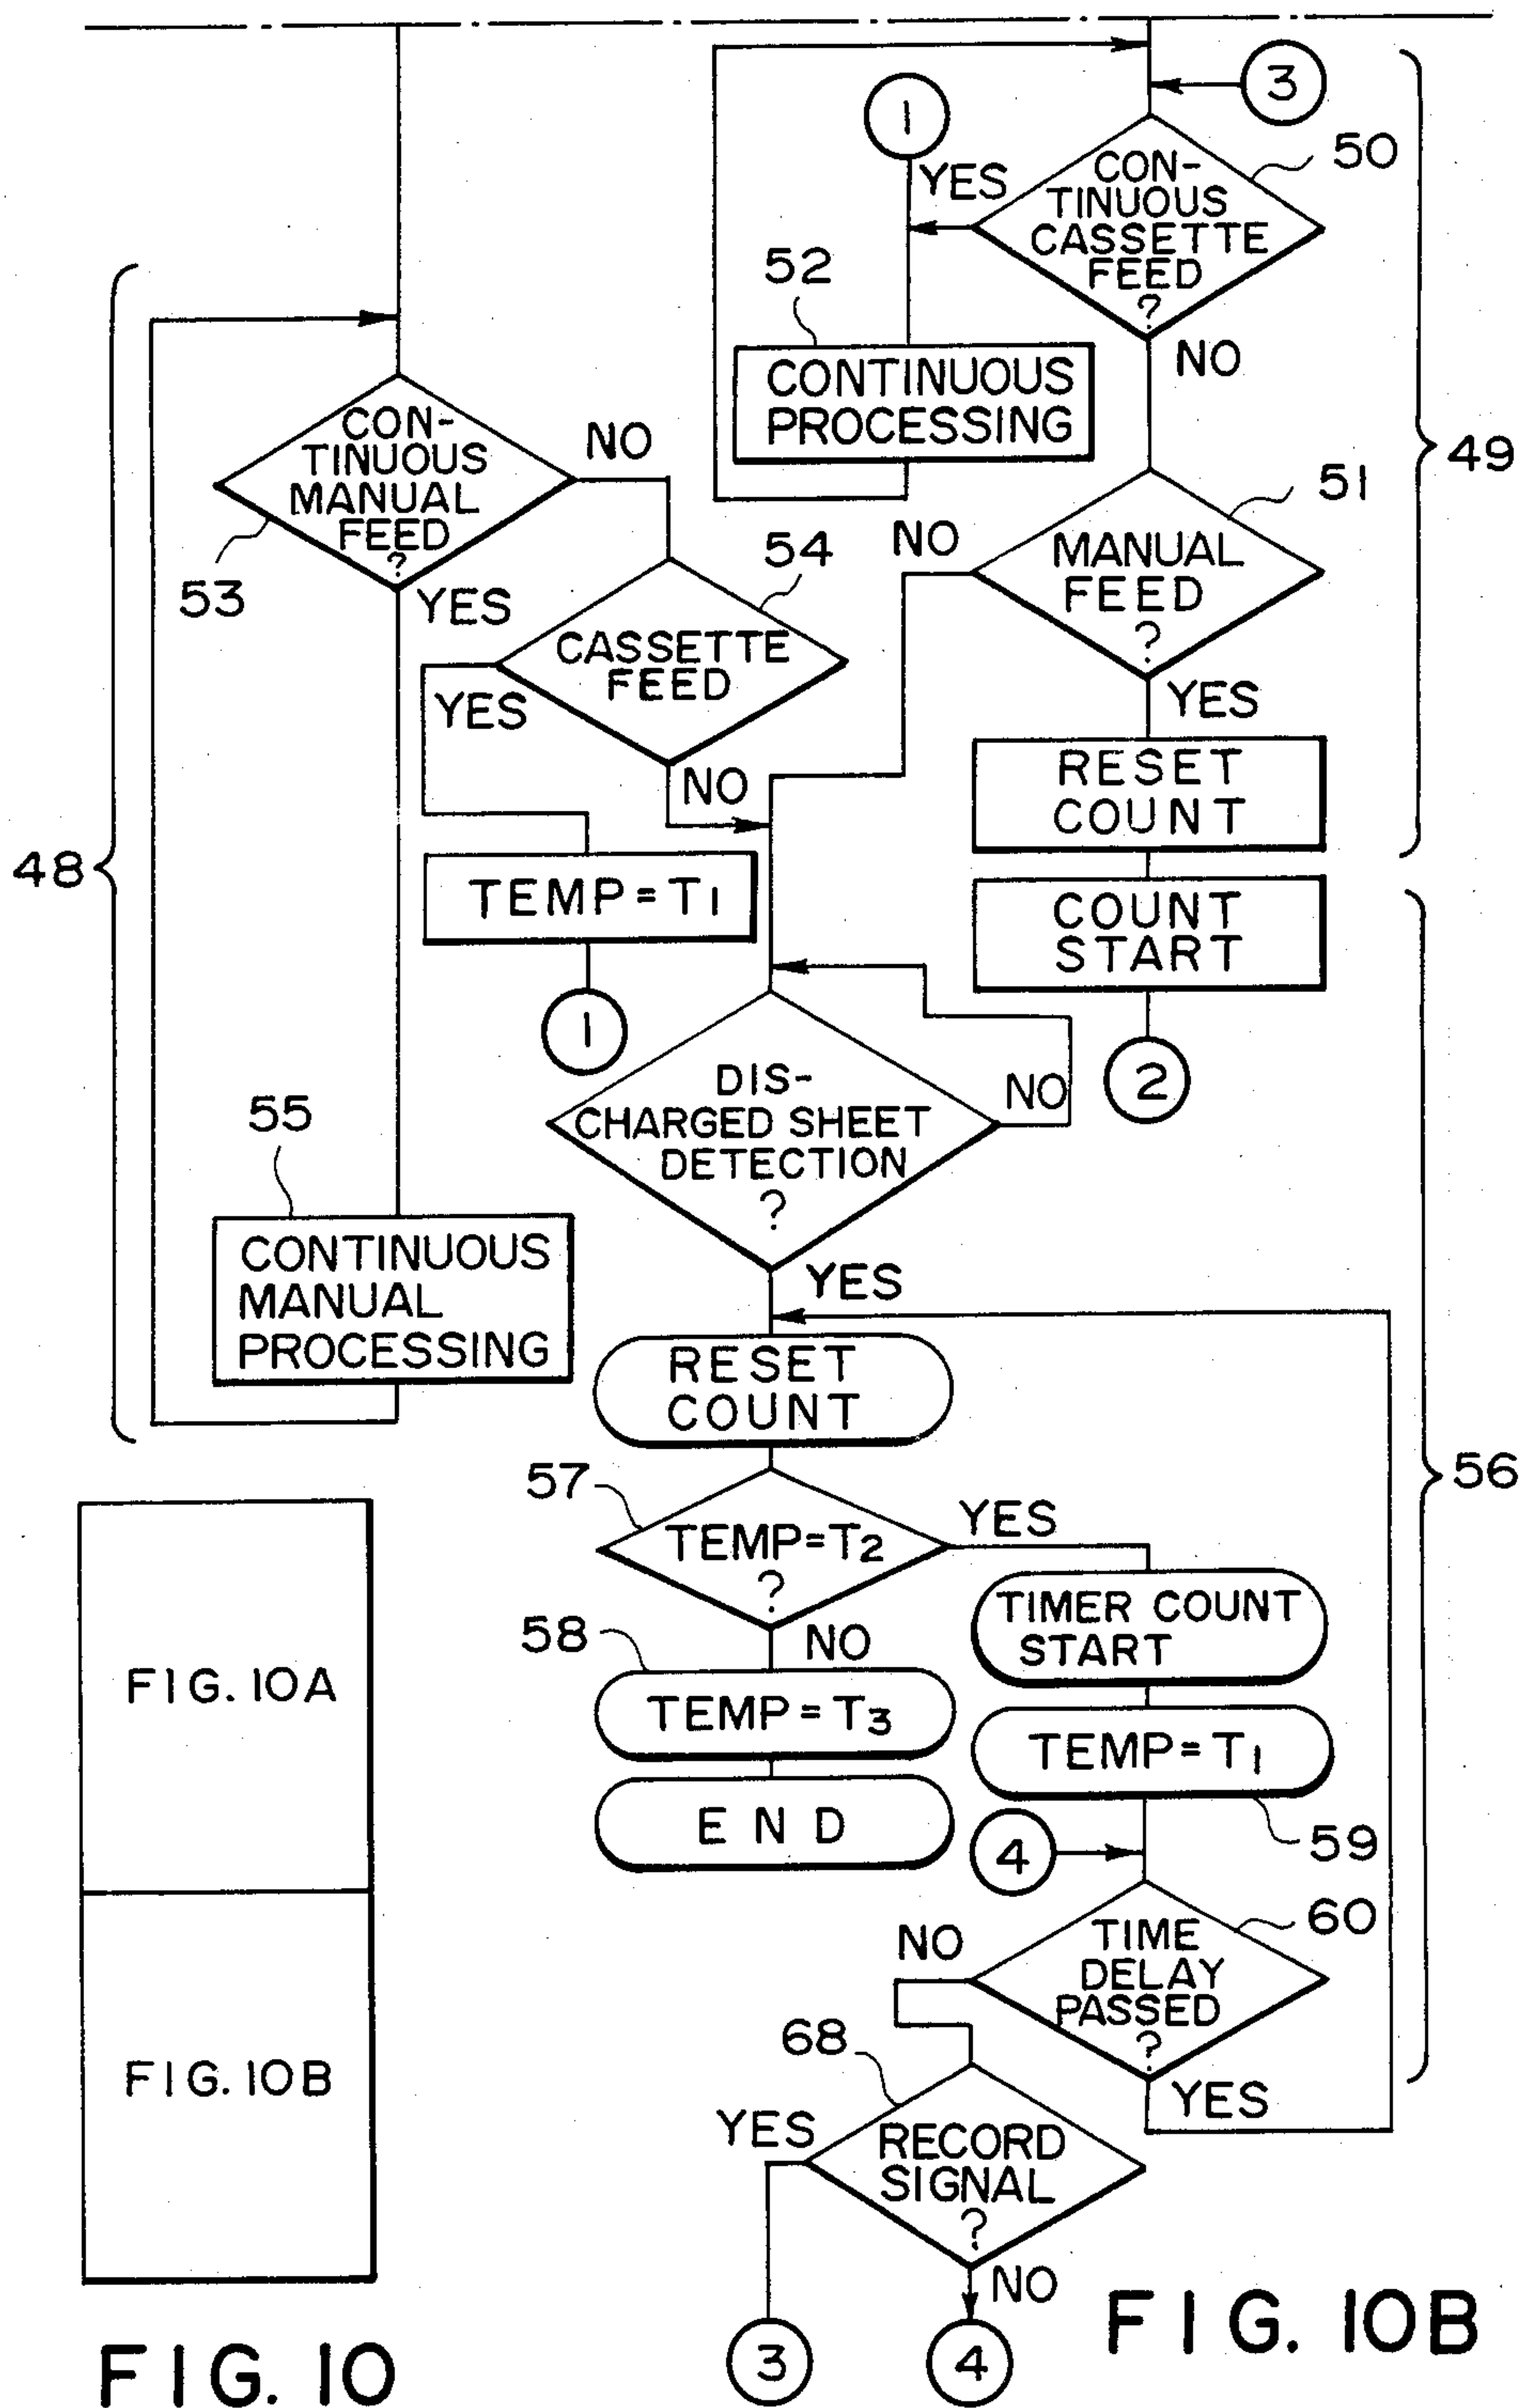 3
1
YES
CON-
TINUOUS
CASSETTE
FEED
?
50
52
CONTINUOUS
PROCESSING
NO
49
CON-
TINUOUS
MANUAL
FEED
?
NO
53
YES
54
CASSETTE
FEED
YES
NO
51
NO
MANUAL
FEED
?
YES
RESET
COUNT
48
TEMP=T1
1
COUNT
START
2
DIS-
CHARGED SHEET
DETECTION
?
NO
YES
55
CONTINUOUS
MANUAL
PROCESSING
RESET
COUNT
57
TEMP=T2
?
YES
56
NO
58
TEMP=T3
END
TIMER COUNT
START
TEMP=T1
59
4
TIME
DELAY
PASSED
?
60
NO
YES
68
RECORD
SIGNAL
?
YES
NO
3
4
FIG. 10A
FIG. 10B
FIG. 10
FIG. 10B